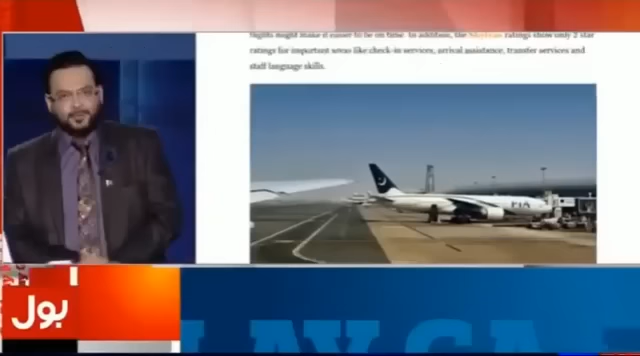 flights might make it easier to be on time. In addition, the Skytrax ratings show only 2 star
ratings for important areas like check-in services, arrival assistance, transfer services and
staff language skills.
PIA
بول